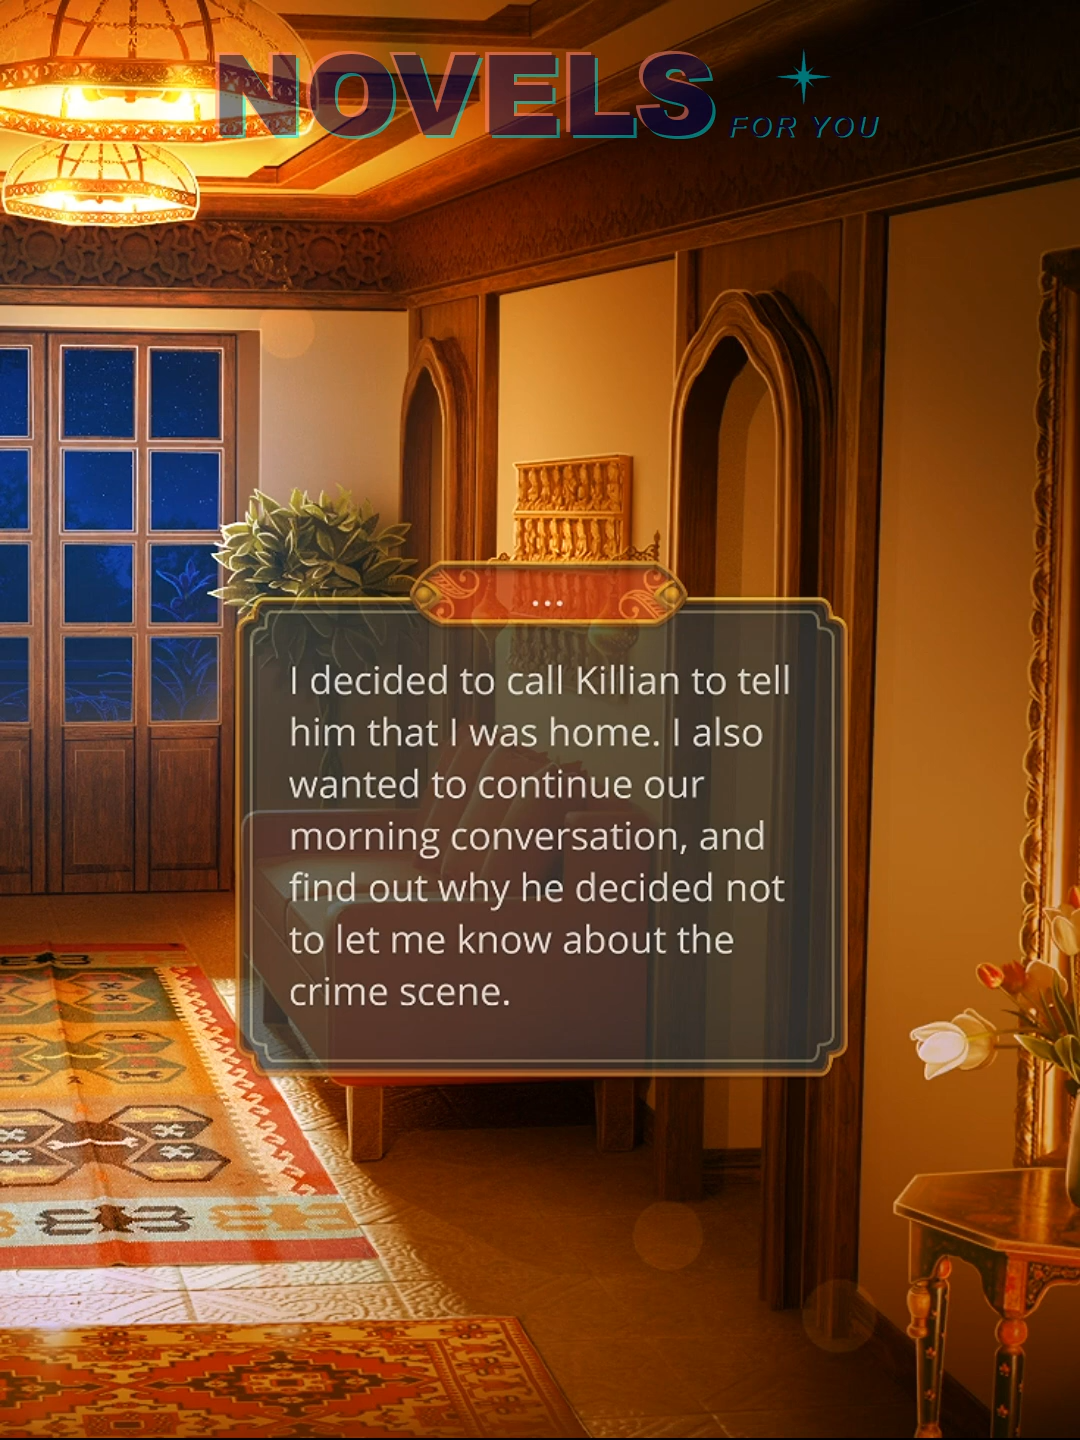 NOVELS
FOR YOU
...
I decided to call Killian to tell
him that I was home. I also
wanted to continue our
morning conversation, and
find out why he decided not
to let me know about the
crime scene.